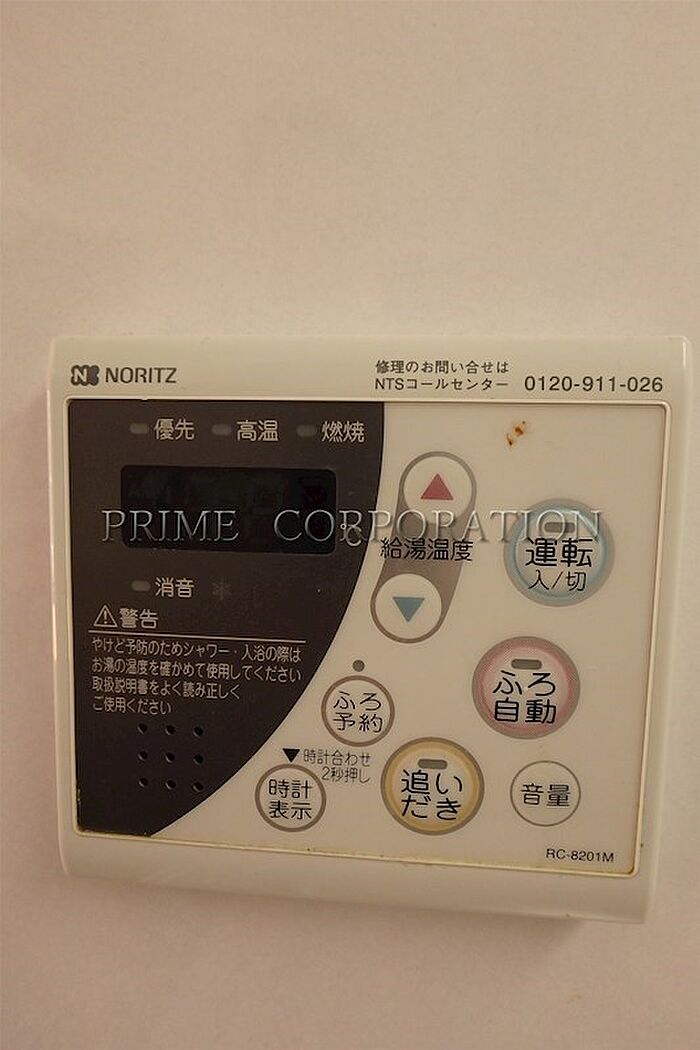 NORITZ
修理のお問い合せは
NTSコールセンター 0120-911-026
優先 高温 燃焼
PRIME CORPORATION
℃
給湯温度
運転
入/切
消音
警告
やけど予防のためシャワー・入浴の際は
お湯の温度を確かめて使用してください
取扱説明書をよく読み正しく
ご使用ください
ふろ
自動
ふろ
予約
▼時計合わせ
2秒押し
時計
表示
追い
だき
音量
RC-8201M